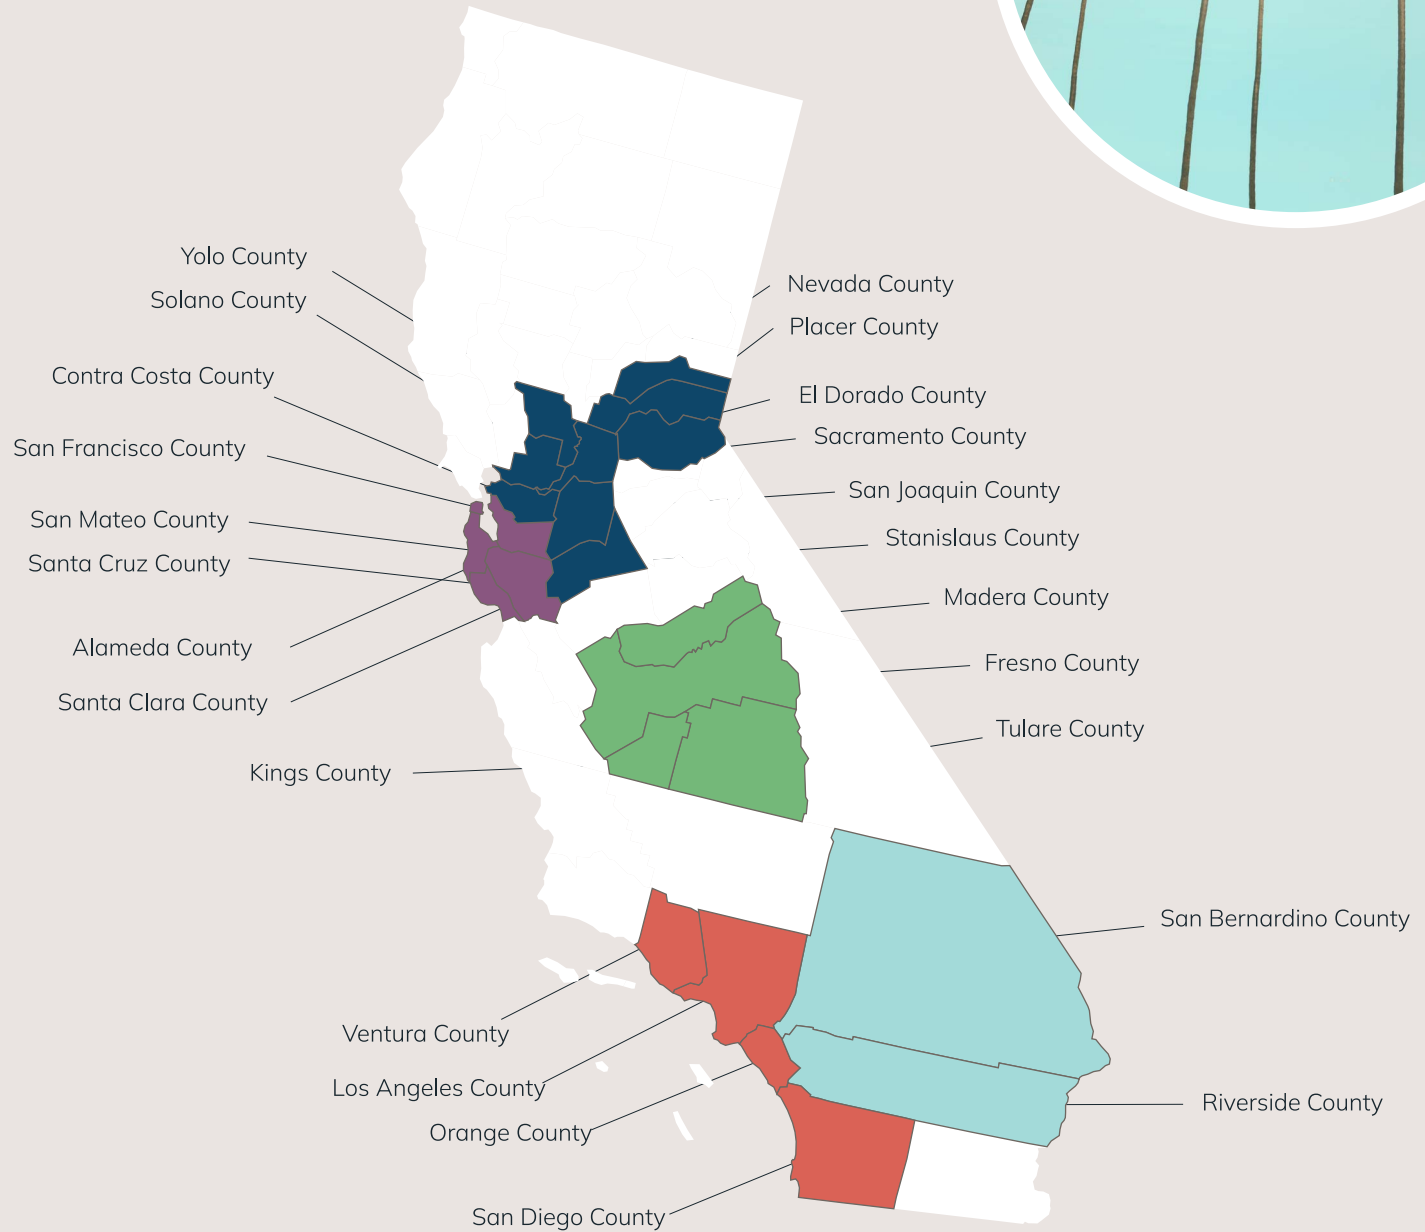 Yolo County
Solano County
Contra Costa County
San Francisco County
San Mateo County
Santa Cruz County
Alameda County
Santa Clara County
Kings County
Nevada County
Placer County
El Dorado County
Sacramento County
San Joaquin County
Stanislaus County
Madera County
Fresno County
Tulare County
San Bernardino County
Riverside County
Ventura County
Los Angeles County
Orange County
San Diego County